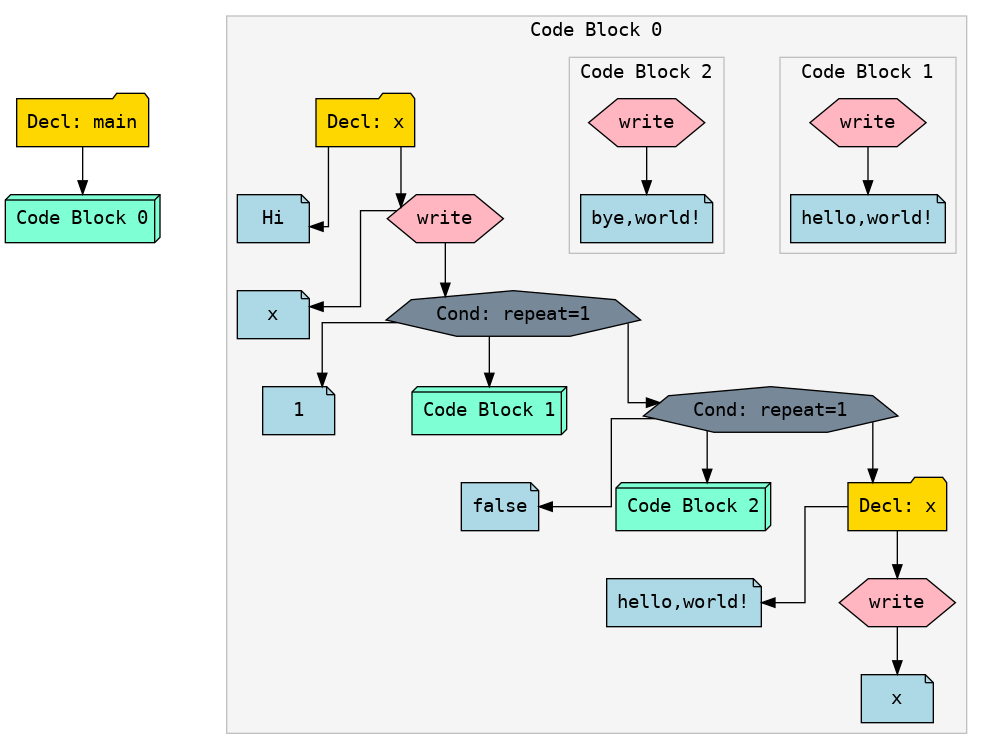 Code Block 0
Code Block 2
Code Block 1
Decl: main
Decl: x
write
write
Code Block 0
Hi
write
bye,world!
hello,world!
x
Cond: repeat=1
1
Code Block 1
Cond: repeat=1
false
Code Block 2
Decl: x
hello,world!
write
x